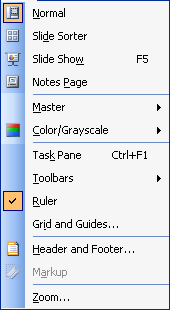 Normal
Slide Sorter
Slide Show F5
Notes Page
Master
Color/Grayscale
Task Pane Ctrl+F1
Toolbars
Ruler
Grid and Guides...
Header and Footer...
Markup
Zoom...